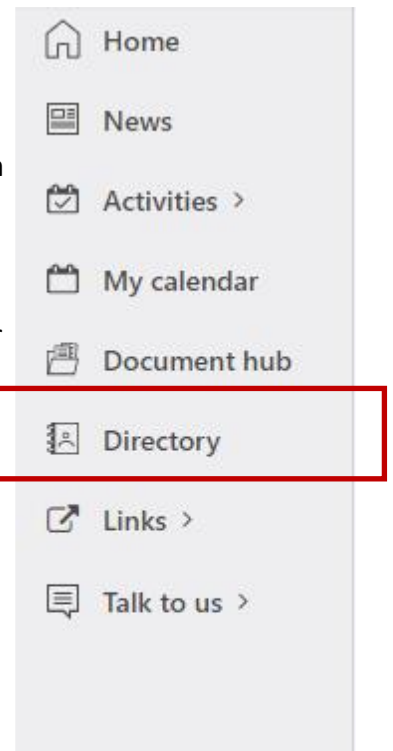 Home
News
Activities >
My calendar
Document hub
Directory
Links >
Talk to us >